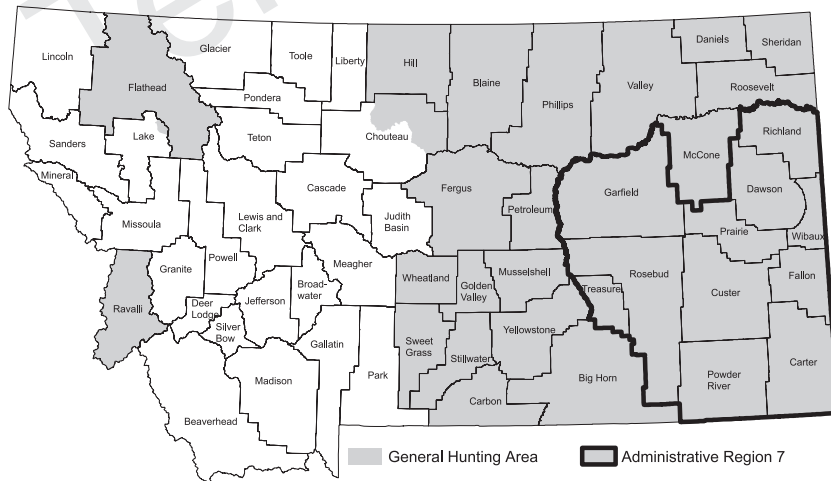 Lincoln
Flathead
Glacier
Toole
Liberty
Hill
Blaine
Phillips
Valley
Daniels
Sheridan
Roosevelt
Pondera
Teton
Chouteau
Sanders
Lake
Mineral
Missoula
Lewis and
Clark
Cascade
Judith
Basin
Fergus
Petroleum
Garfield
McCone
Richland
Dawson
Prairie
Wibaux
Granite
Powell
Meagher
Broad-
water
Jefferson
Deer
Lodge
Silver
Bow
Ravalli
Wheatland
Golden
Valley
Musselshell
Treasure
Rosebud
Custer
Fallon
Gallatin
Park
Sweet
Grass
Stillwater
Yellowstone
Big Horn
Carbon
Powder
River
Carter
Madison
Beaverhead
General Hunting Area
Administrative Region 7